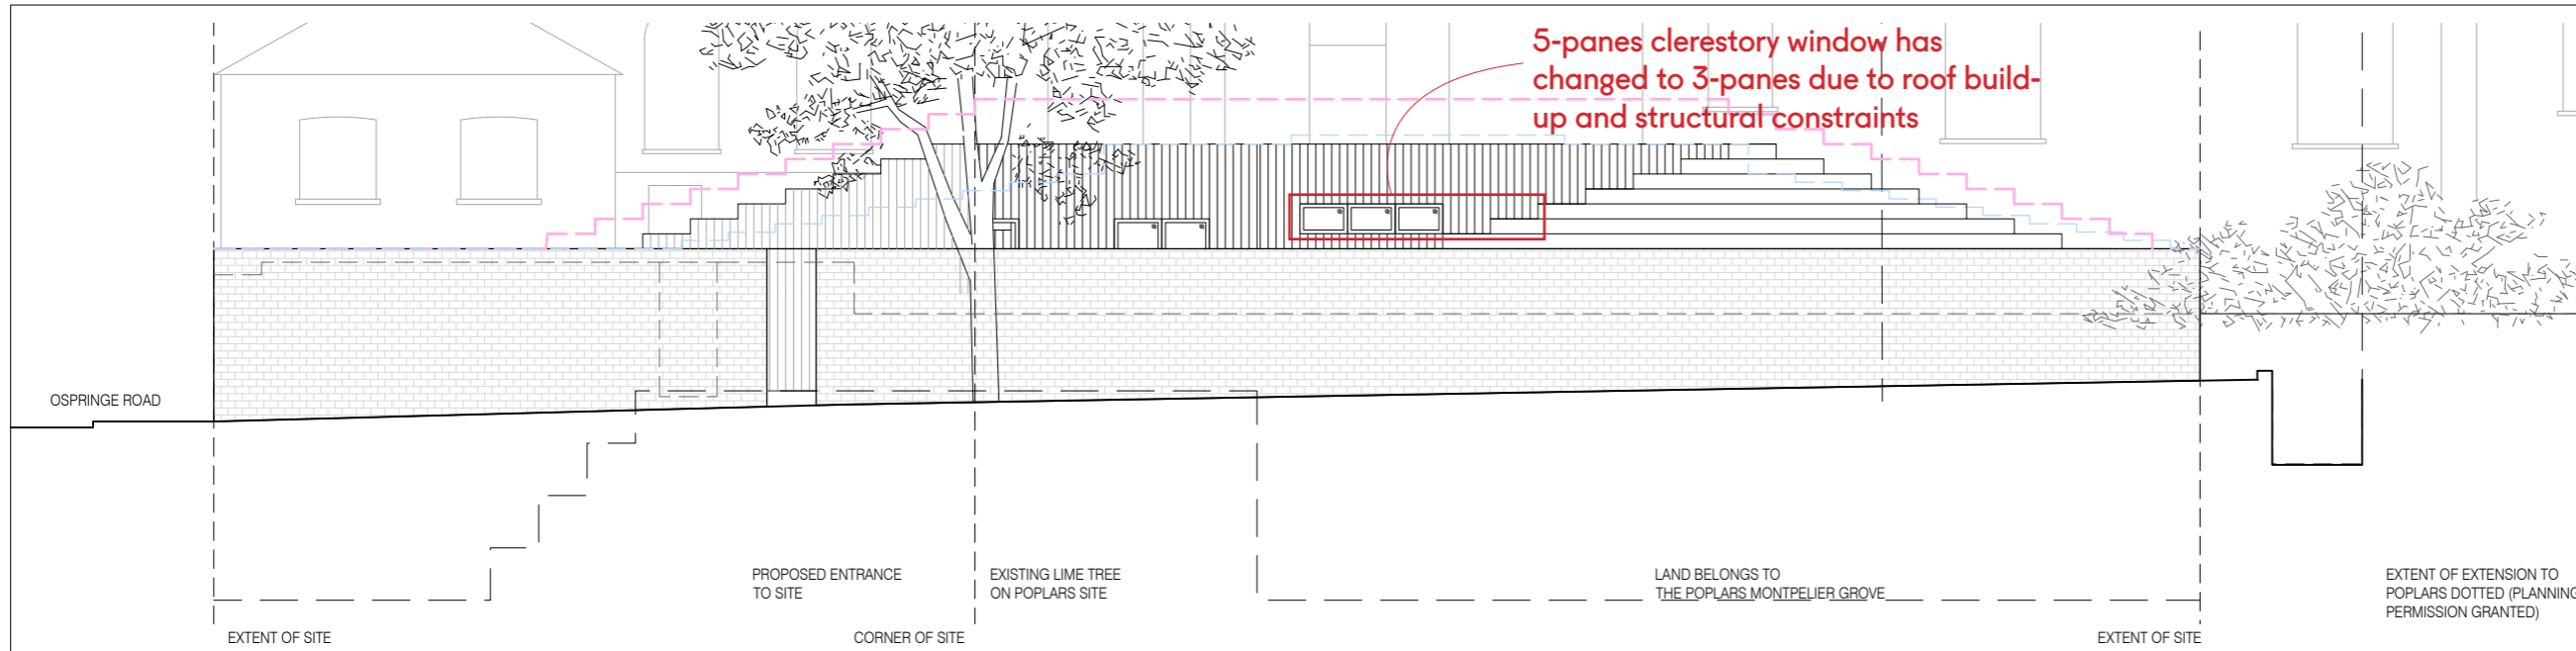 5-panes clerestory window has
changed to 3-panes due to roof build-
up and structural constraints
OSPRINGE ROAD
PROPOSED ENTRANCE
TO SITE
EXISTING LIME TREE
ON POPLARS SITE
LAND BELONGS TO
THE POPLARS MONTPELIER GROVE
EXTENT OF EXTENSION TO
POPLARS DOTTED (PLANNING
PERMISSION GRANTED)
EXTENT OF SITE
CORNER OF SITE
EXTENT OF SITE